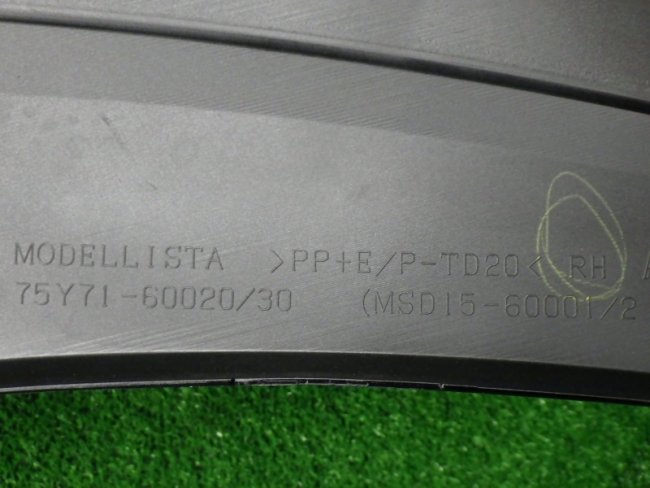 MODELLISTA >PP+E/P-TD20< RH
75Y71-60020/30 (MSD15-60001/2